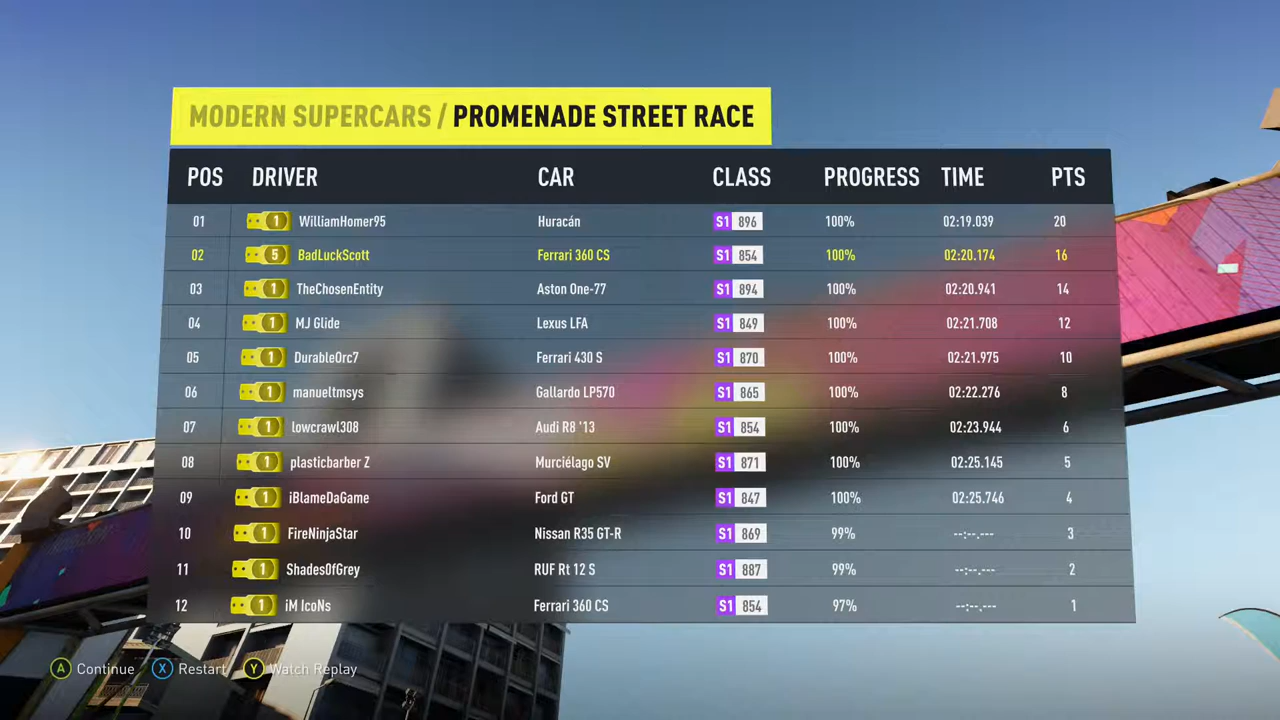 MODERN SUPERCARS / PROMENADE STREET RACE
POS DRIVER CAR CLASS PROGRESS TIME PTS
01 1 WilliamHomer95 Huracán S1 896 100% 02:19.039 20
02 5 BadLuckScott Ferrari 360 CS S1 854 100% 02:20.174 16
03 1 TheChosenEntity Aston One-77 S1 894 100% 02:20.941 14
04 1 MJ Glide Lexus LFA S1 849 100% 02:21.708 12
05 1 DurableOrc7 Ferrari 430 S S1 870 100% 02:21.975 10
06 1 manueltmsys Gallardo LP570 S1 865 100% 02:22.276 8
07 1 lowcrawl308 Audi R8 '13 S1 854 100% 02:23.944 6
08 1 plasticbarber Z Murciélago SV S1 871 100% 02:25.145 5
09 1 iBlameDaGame Ford GT S1 847 100% 02:25.746 4
10 1 FireNinjaStar Nissan R35 GT-R S1 869 99% --:--.--- 3
11 1 ShadesOfGrey RUF Rt 12 S S1 887 99% --:--.--- 2
12 1 iM IcoNs Ferrari 360 CS S1 854 97% --:--.--- 1
A Continue X Restart Y Watch Replay